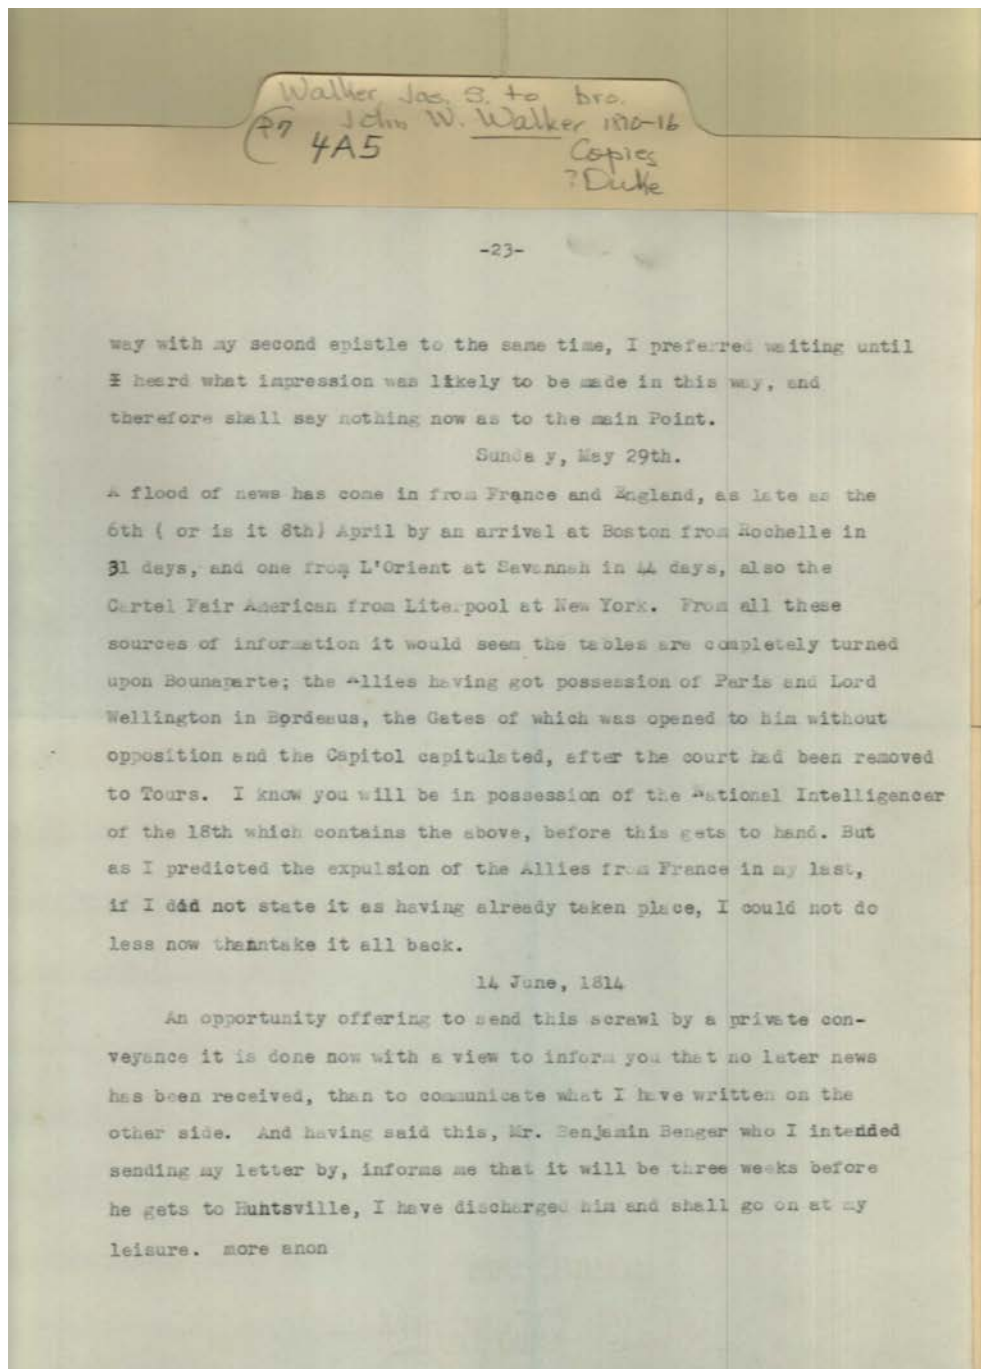 Walker, Jas. S. to bro.
John W. Walker 1810-16
P7
4A5
Copies
? Duke
-23-
way with my second epistle to the same time, I preferred waiting until
I heard what impression was likely to be made in this way, and
therefore shall say nothing now as to the main Point.
Sunda y, May 29th.
A flood of news has come in from France and England, as late as the
6th ( or is it 8th) April by an arrival at Boston from Rochelle in
31 days, and one from L'Orient at Savannah in 44 days, also the
Cartel Fair American from Literpool at New York. From all these
sources of information it would seem the tables are completely turned
upon Bounaparte; the Allies having got possession of Paris and Lord
Wellington in Bordeaus, the Gates of which was opened to him without
opposition and the Capitol capitulated, after the court had been removed
to Tours. I know you will be in possession of the National Intelligencer
of the 18th which contains the above, before this gets to hand. But
as I predicted the expulsion of the Allies from France in my last,
if I did not state it as having already taken place, I could not do
less now thanntake it all back.
14 June, 1814
An opportunity offering to send this scrawl by a private con-
veyance it is done now with a view to inform you that no later news
has been received, than to communicate what I have written on the
other side. And having said this, Mr. Benjamin Benger who I intended
sending my letter by, informs me that it will be three weeks before
he gets to Huhtsville, I have discharged him and shall go on at my
leisure. more anon